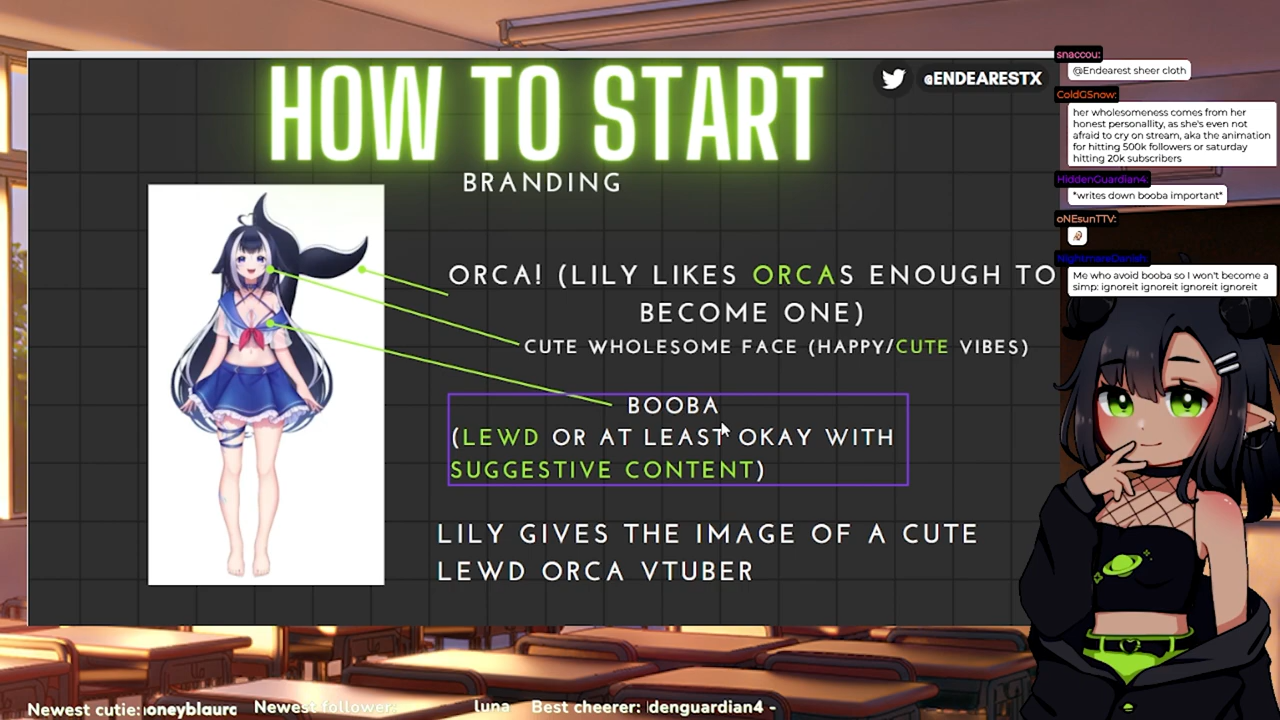 HOW TO START
@ENDEARESTX
BRANDING
ORCA! (LILY LIKES ORCAS ENOUGH TO
BECOME ONE)
CUTE WHOLESOME FACE (HAPPY/CUTE VIBES)
BOOBA
(LEWD OR AT LEAST OKAY WITH
SUGGESTIVE CONTENT)
LILY GIVES THE IMAGE OF A CUTE
LEWD ORCA VTUBER
snaccou:
@Endearest sheer cloth
ColdGSnow:
her wholesomeness comes from her
honest personallity, as she's even not
afraid to cry on stream, aka the animation
for hitting 500k followers or saturday
hitting 20k subscribers
HiddenGuardian4:
*writes down booba important*
oNEsunTTV:
NightmareDanish:
Me who avoid booba so I won't become a
simp: ignoreit ignoreit ignoreit ignoreit
Newest cutie: Newest follower: luna Best cheerer: denguardian4 -